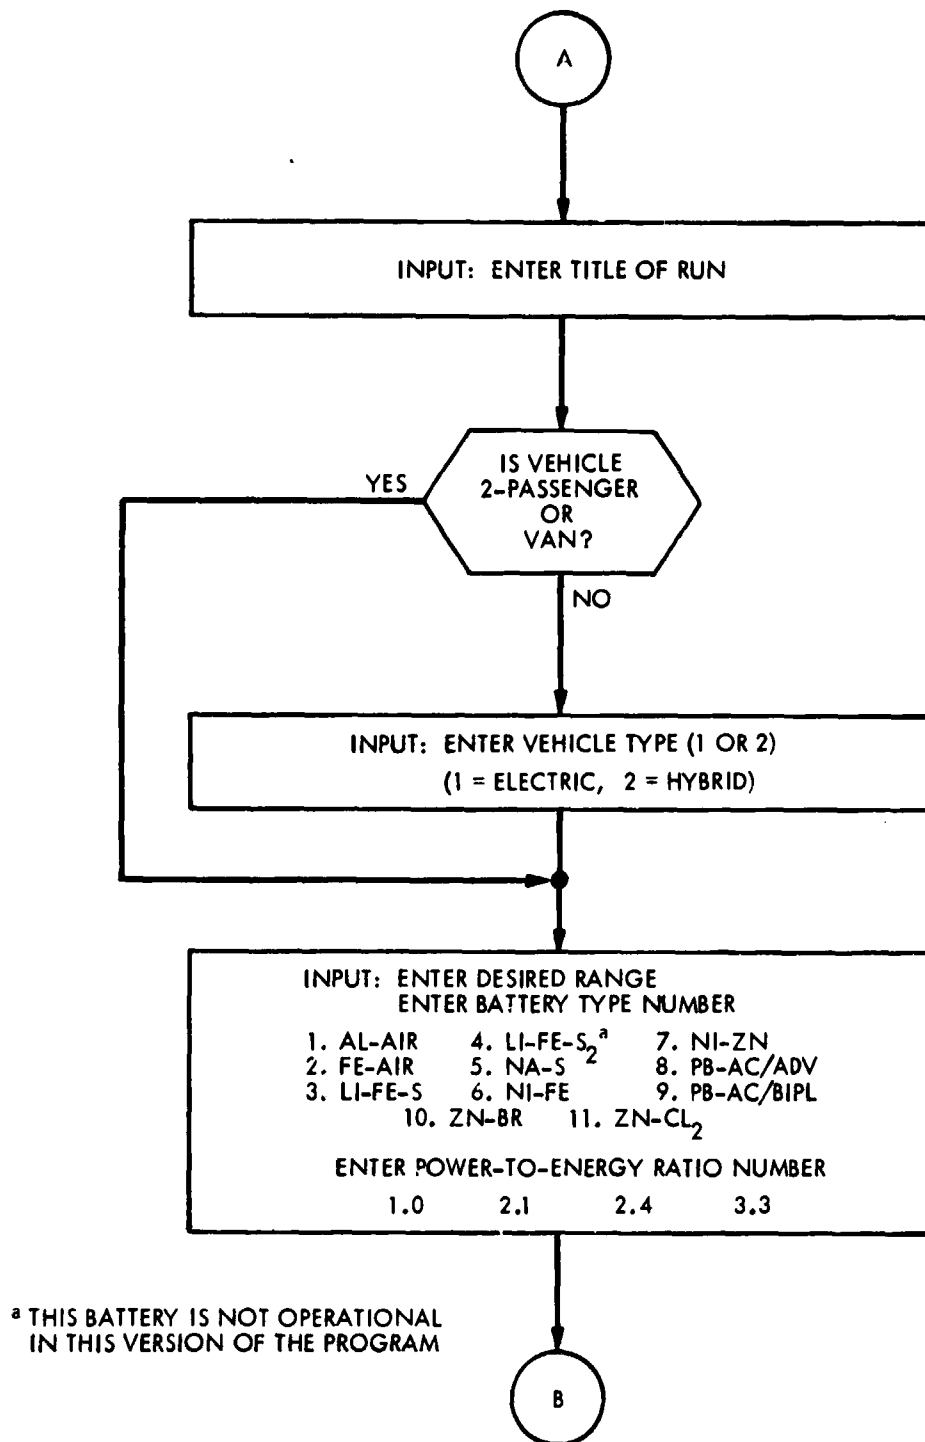 A
INPUT: ENTER TITLE OF RUN
IS VEHICLE
2-PASSENGER
OR
VAN?
YES
NO
INPUT: ENTER VEHICLE TYPE (1 OR 2)
(1 = ELECTRIC, 2 = HYBRID)
INPUT: ENTER DESIRED RANGE
ENTER BATTERY TYPE NUMBER
1. AL-AIR 4. LI-FE-S₂ᵃ 7. NI-ZN
2. FE-AIR 5. NA-S 8. PB-AC/ADV
3. LI-FE-S 6. NI-FE 9. PB-AC/BIPL
10. ZN-BR 11. ZN-CL₂
ENTER POWER-TO-ENERGY RATIO NUMBER
1.0 2.1 2.4 3.3
ᵃ THIS BATTERY IS NOT OPERATIONAL
IN THIS VERSION OF THE PROGRAM
B